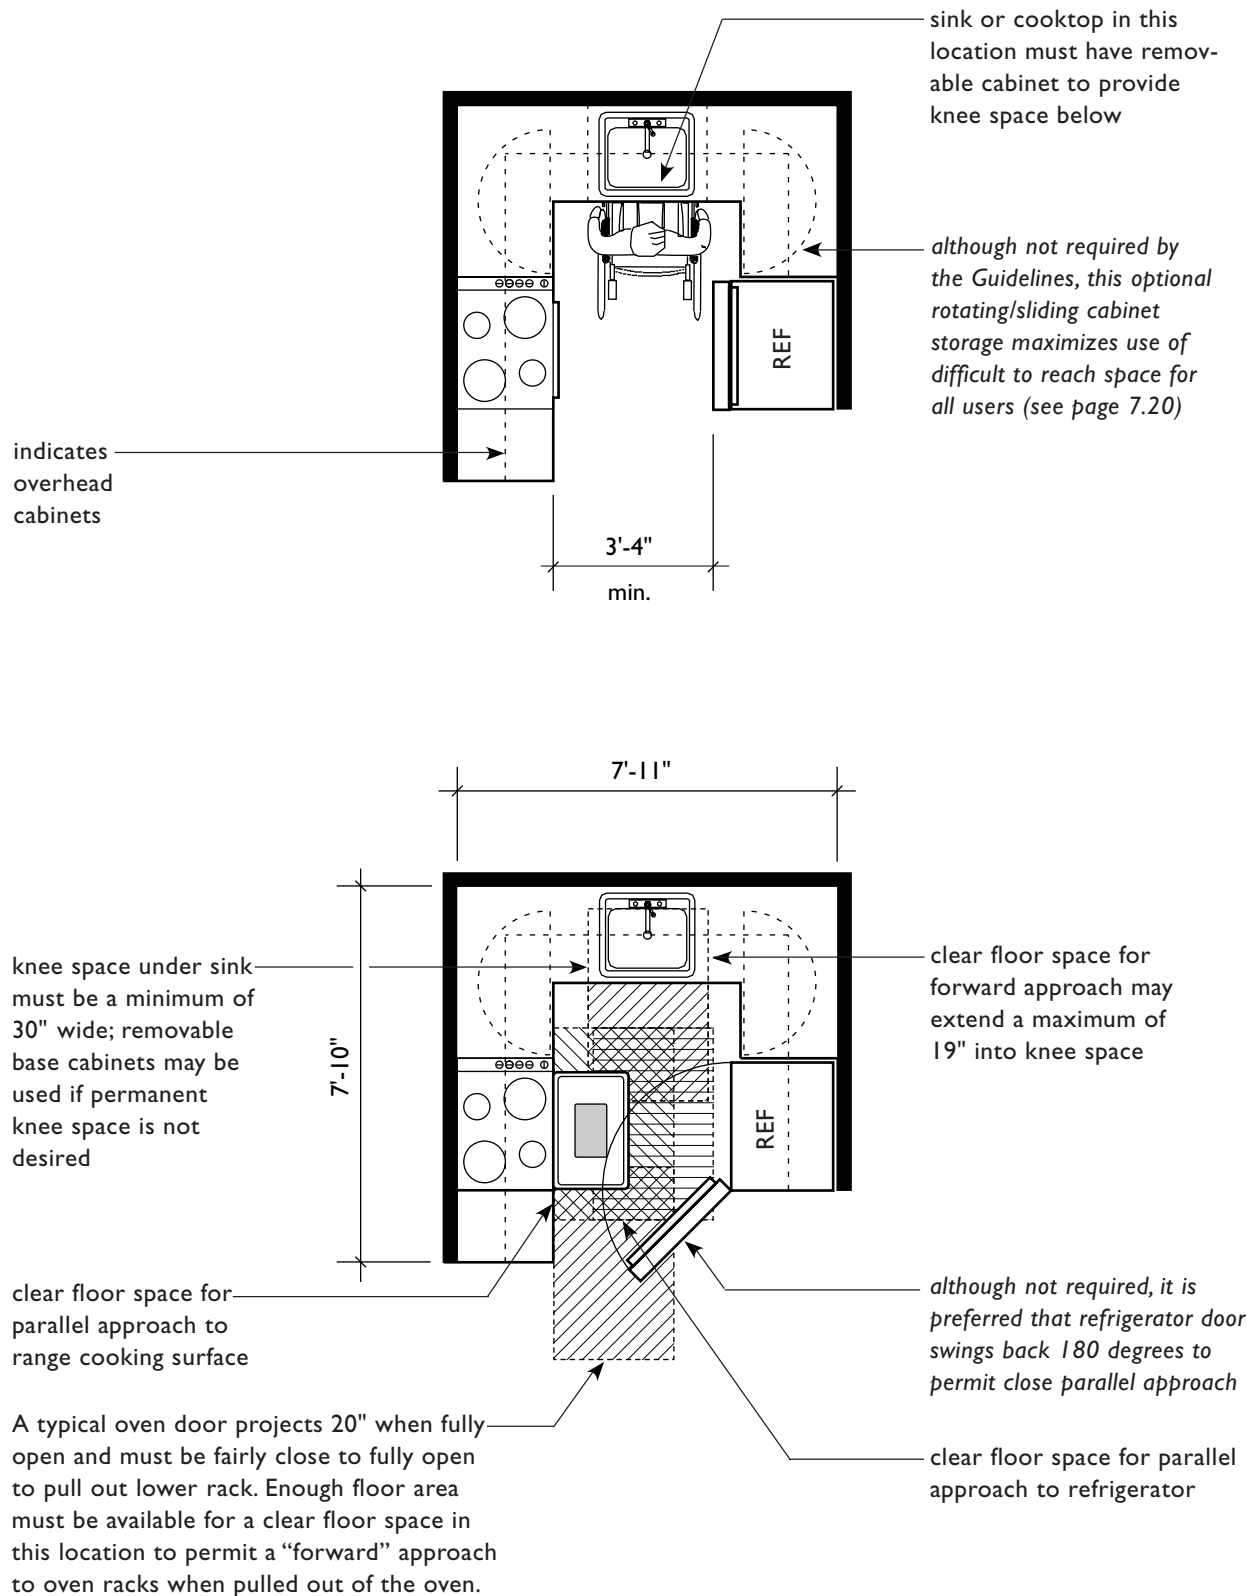 sink or cooktop in this
location must have remov-
able cabinet to provide
knee space below
although not required by
the Guidelines, this optional
rotating/sliding cabinet
storage maximizes use of
difficult to reach space for
all users (see page 7.20)
REF
indicates
overhead
cabinets
3'-4"
min.
7'-11"
knee space under sink
must be a minimum of
30" wide; removable
base cabinets may be
used if permanent
knee space is not
desired
7'-10"
clear floor space for
forward approach may
extend a maximum of
19" into knee space
REF
clear floor space for
parallel approach to
range cooking surface
although not required, it is
preferred that refrigerator door
swings back 180 degrees to
permit close parallel approach
A typical oven door projects 20" when fully
open and must be fairly close to fully open
to pull out lower rack. Enough floor area
must be available for a clear floor space in
this location to permit a “forward” approach
to oven racks when pulled out of the oven.
clear floor space for parallel
approach to refrigerator